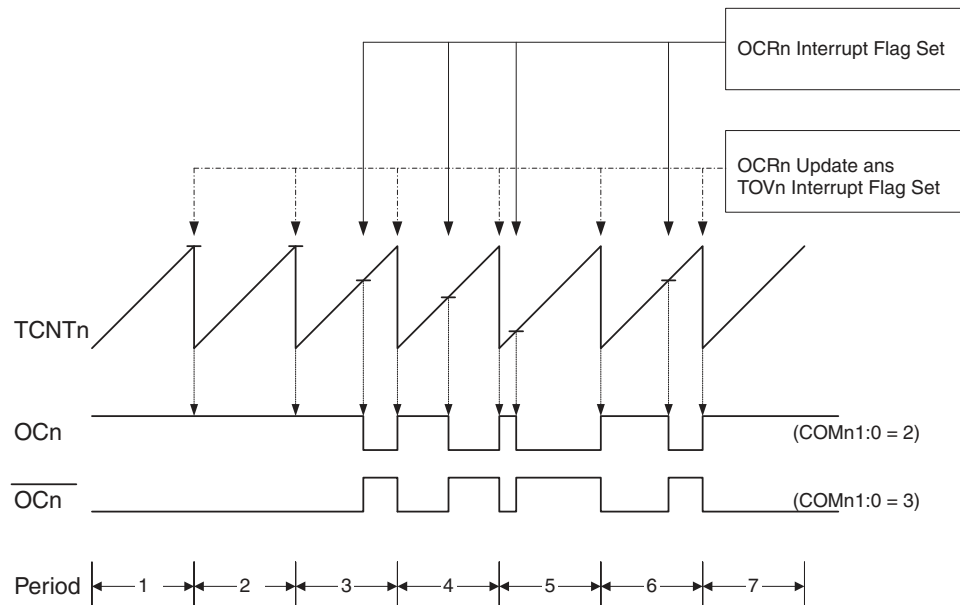 OCRn Interrupt Flag Set
OCRn Update ans
TOVn Interrupt Flag Set
TCNTn
OCn
(COMn1:0 = 2)
OCn
(COMn1:0 = 3)
Period
1
2
3
4
5
6
7